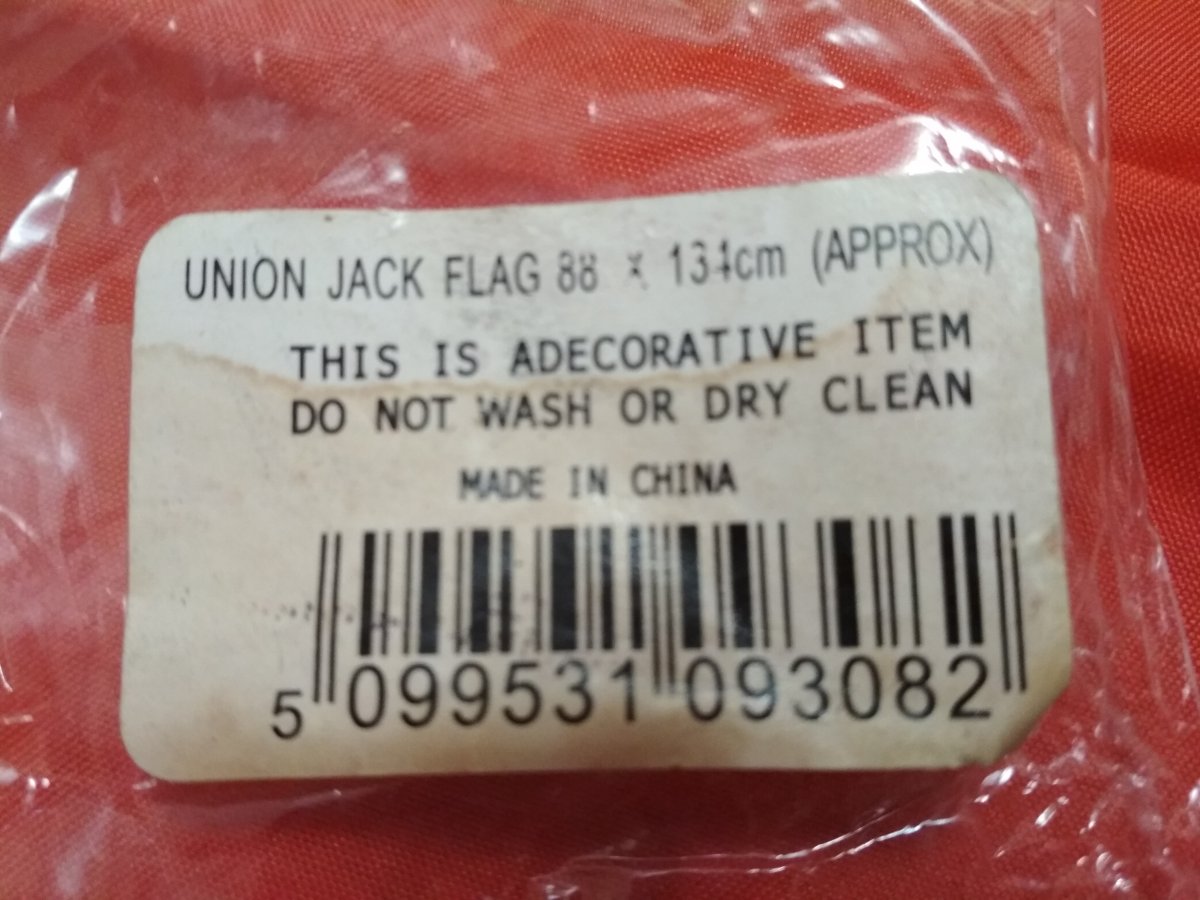 UNION JACK FLAG 88 x 134cm (APPROX)
THIS IS ADECORATIVE ITEM
DO NOT WASH OR DRY CLEAN
MADE IN CHINA
5 099531 093082